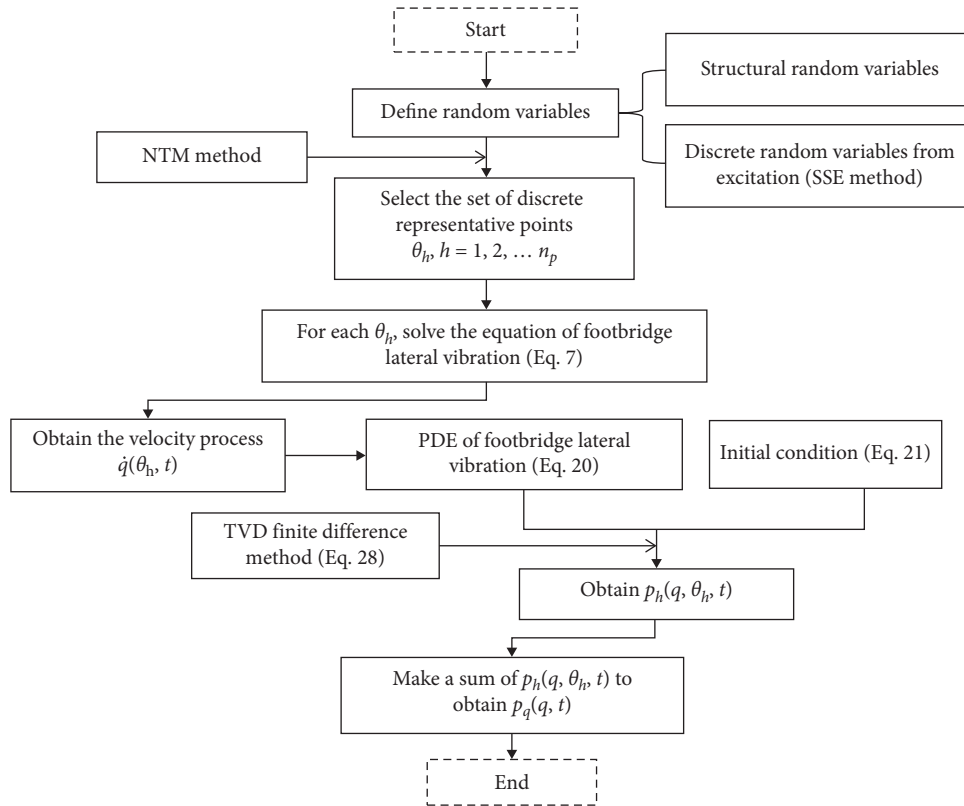 Start
Structural random variables
Define random variables
NTM method
Discrete random variables from
excitation (SSE method)
Select the set of discrete
representative points
θ_h, h = 1, 2, … n_p
For each θ_h, solve the equation of footbridge
lateral vibration (Eq. 7)
Obtain the velocity process
q̇(θ_h, t)
PDE of footbridge lateral
vibration (Eq. 20)
Initial condition (Eq. 21)
TVD finite difference
method (Eq. 28)
Obtain p_h(q, θ_h, t)
Make a sum of p_h(q, θ_h, t) to
obtain p_q(q, t)
End